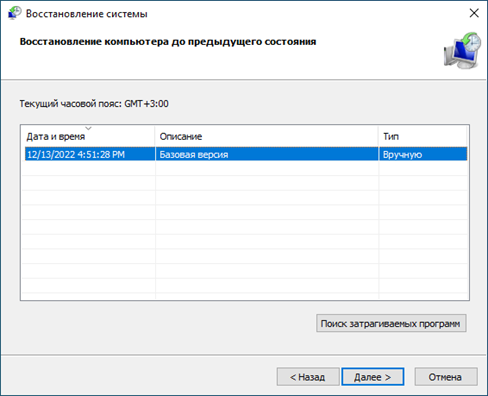 Восстановление системы
Восстановление компьютера до предыдущего состояния
Текущий часовой пояс: GMT+3:00
Дата и время Описание Тип
12/13/2022 4:51:28 PM Базовая версия Вручную
Поиск затрагиваемых программ
< Назад Далее > Отмена